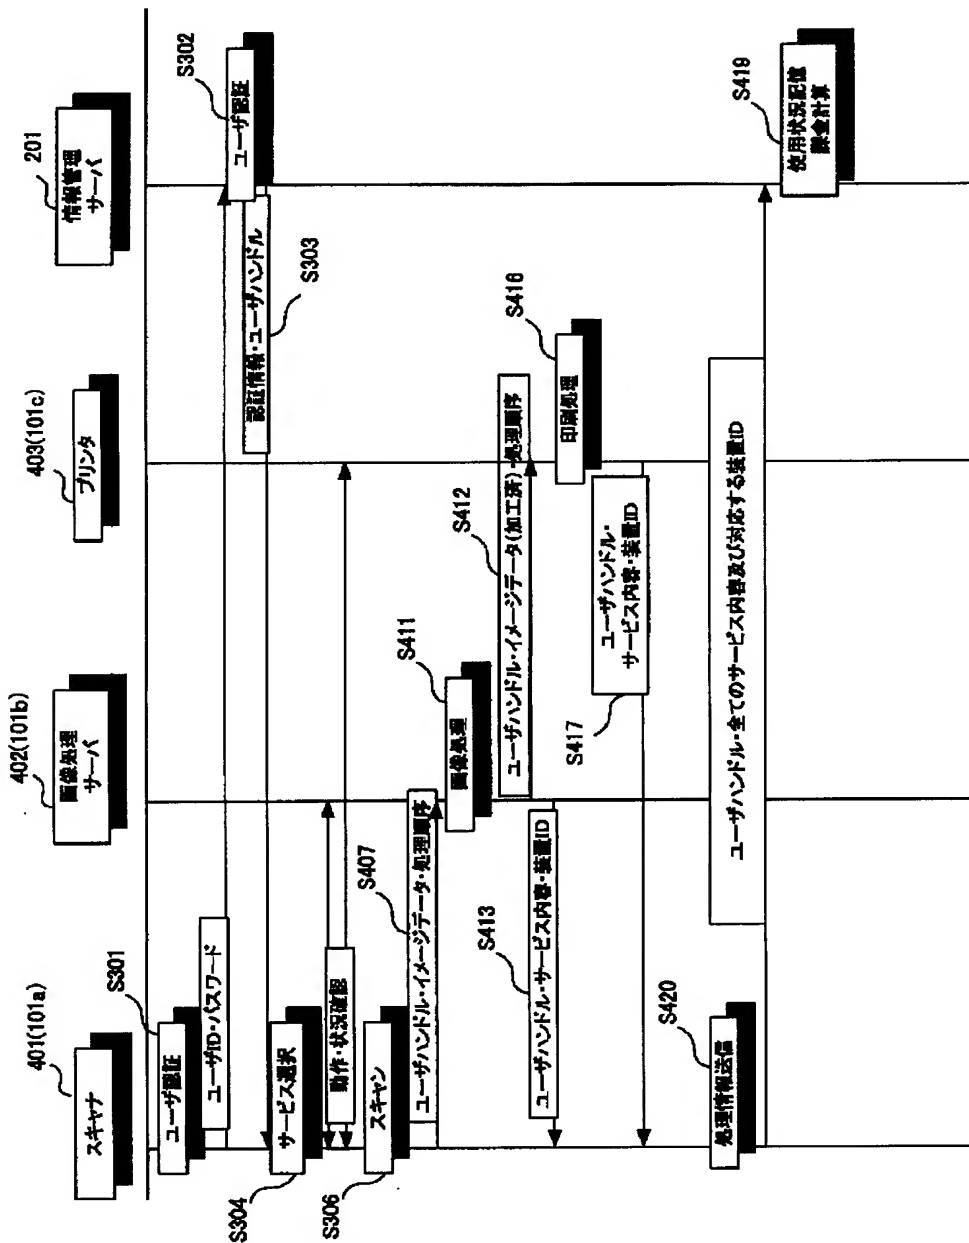 401(101a)
スキャナ
402(101b)
画像処理
サーバ
403(101c)
プリンタ
201
情報管理
サーバ
S301
ユーザ認証
ユーザID・パスワード
S302
ユーザ認証
認証情報・ユーザハンドル
S303
サービス選択
S304
動作・状況確認
スキャン
S306
ユーザハンドル・イメージデータ・処理順序
S407
画像処理
S411
ユーザハンドル・イメージデータ(加工済)・処理順序
S412
ユーザハンドル・サービス内容・装置ID
S413
印刷処理
S416
ユーザハンドル・
サービス内容・装置ID
S417
処理情報送信
S420
ユーザハンドル・全てのサービス内容及び対応する装置ID
使用状況記憶
課金計算
S419